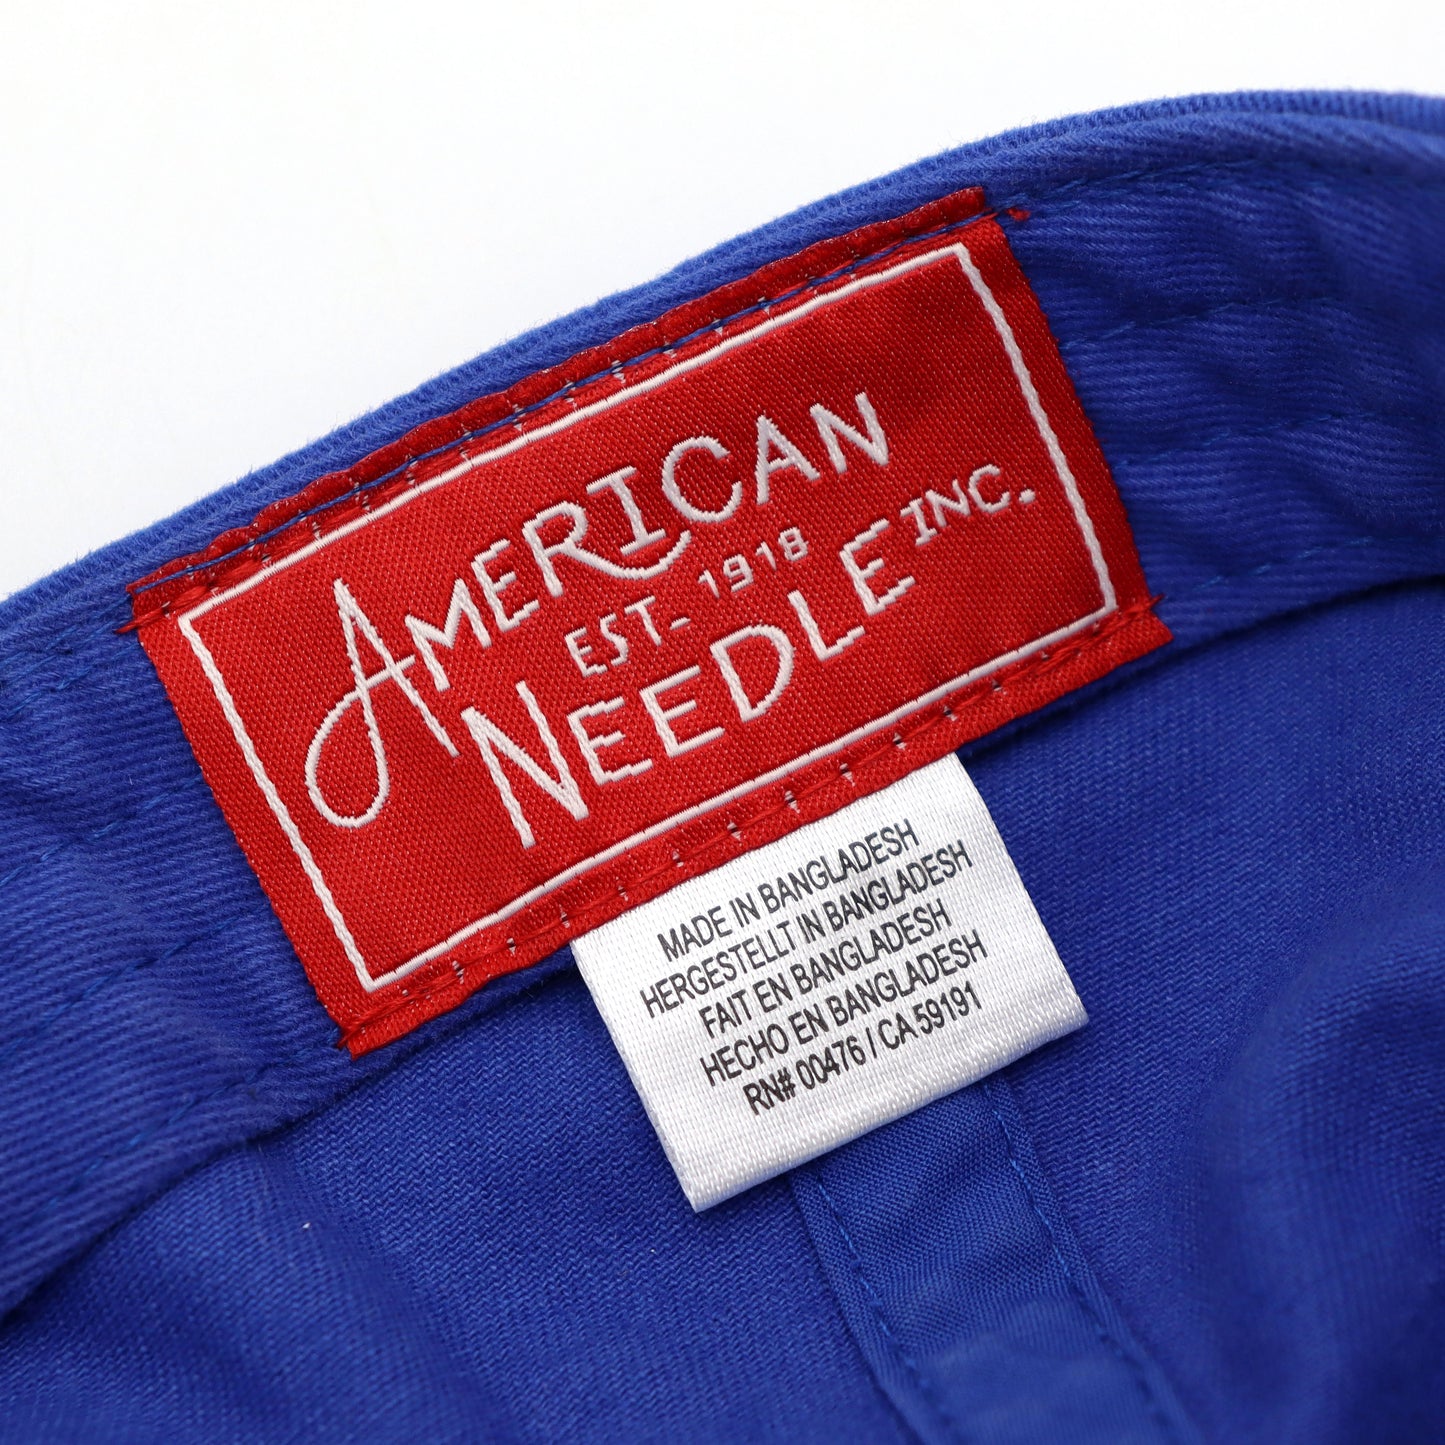 AMERICAN
EST. 1918
NEEDLE INC.
MADE IN BANGLADESH
HERGESTELLT IN BANGLADESH
FAIT EN BANGLADESH
HECHO EN BANGLADESH
RN# 00476 / CA 59191